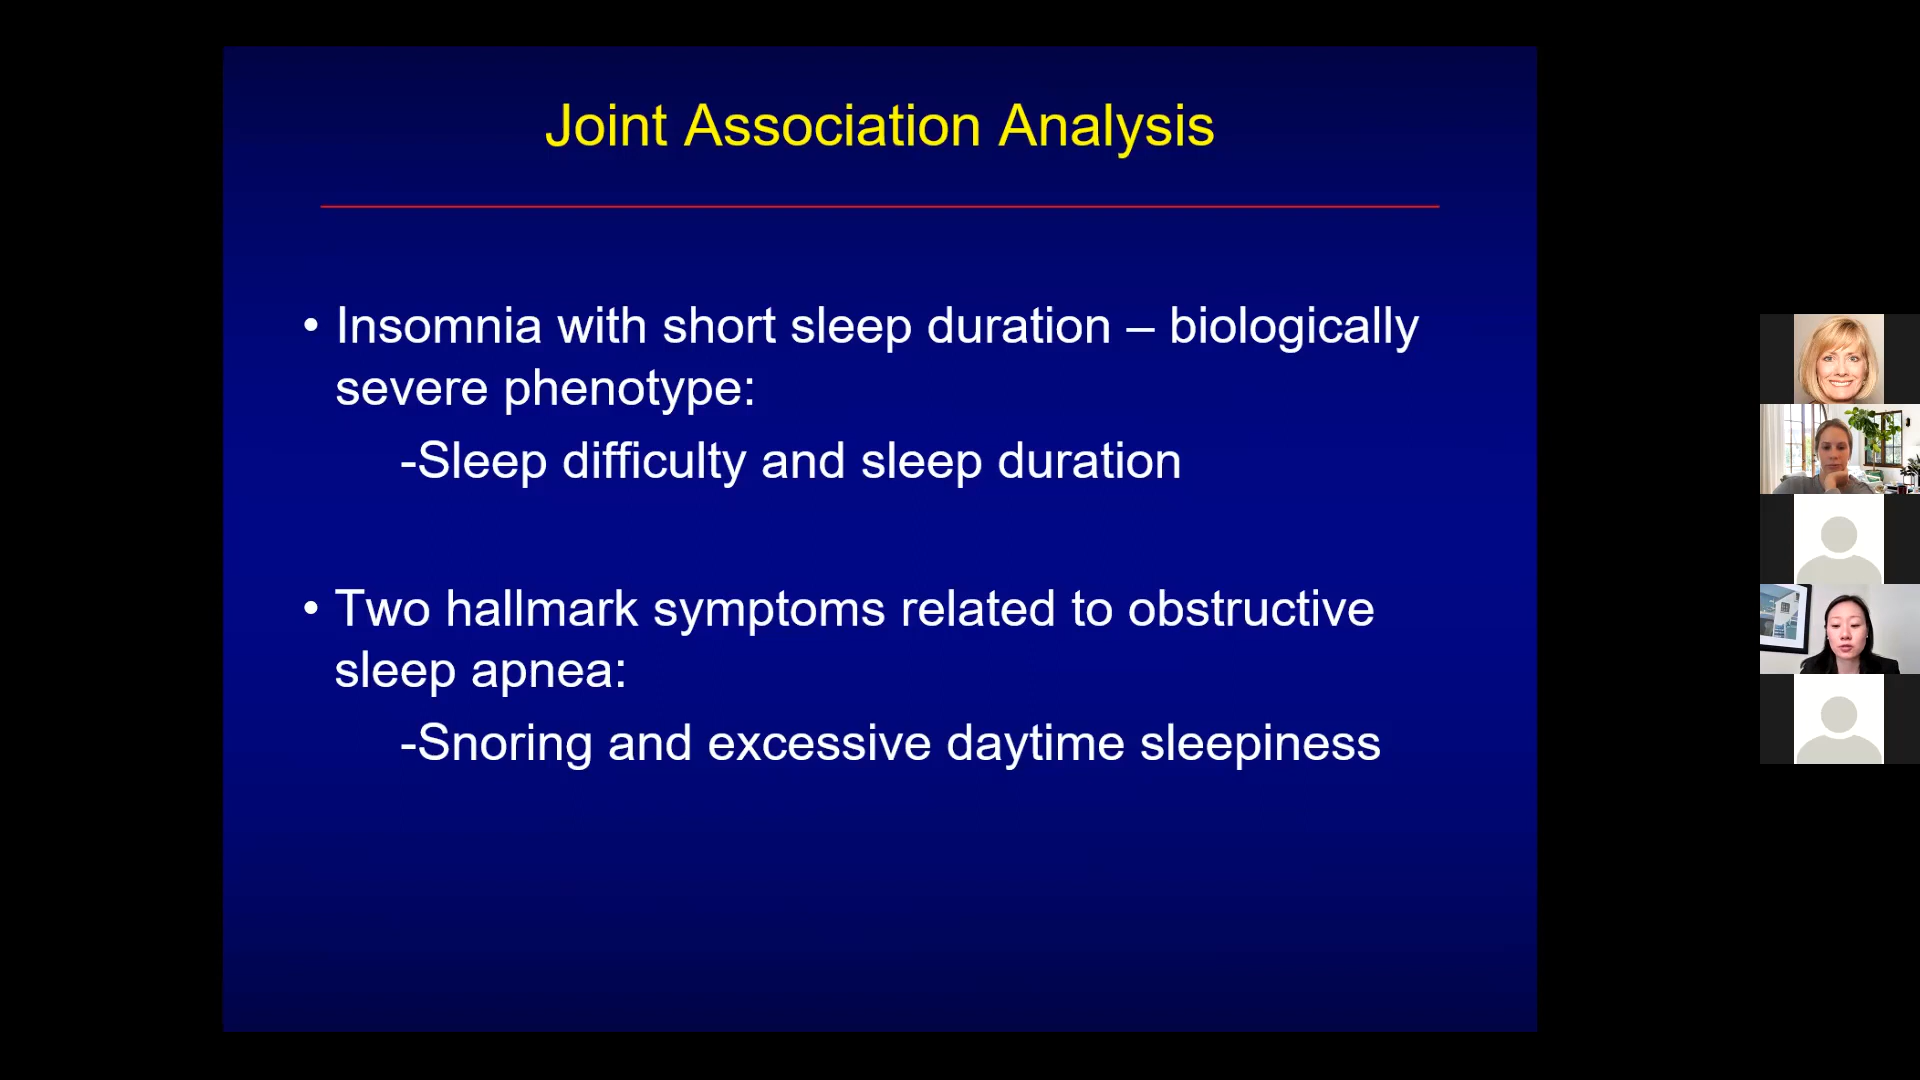 Joint Association Analysis
• Insomnia with short sleep duration – biologically
severe phenotype:
-Sleep difficulty and sleep duration
• Two hallmark symptoms related to obstructive
sleep apnea:
-Snoring and excessive daytime sleepiness